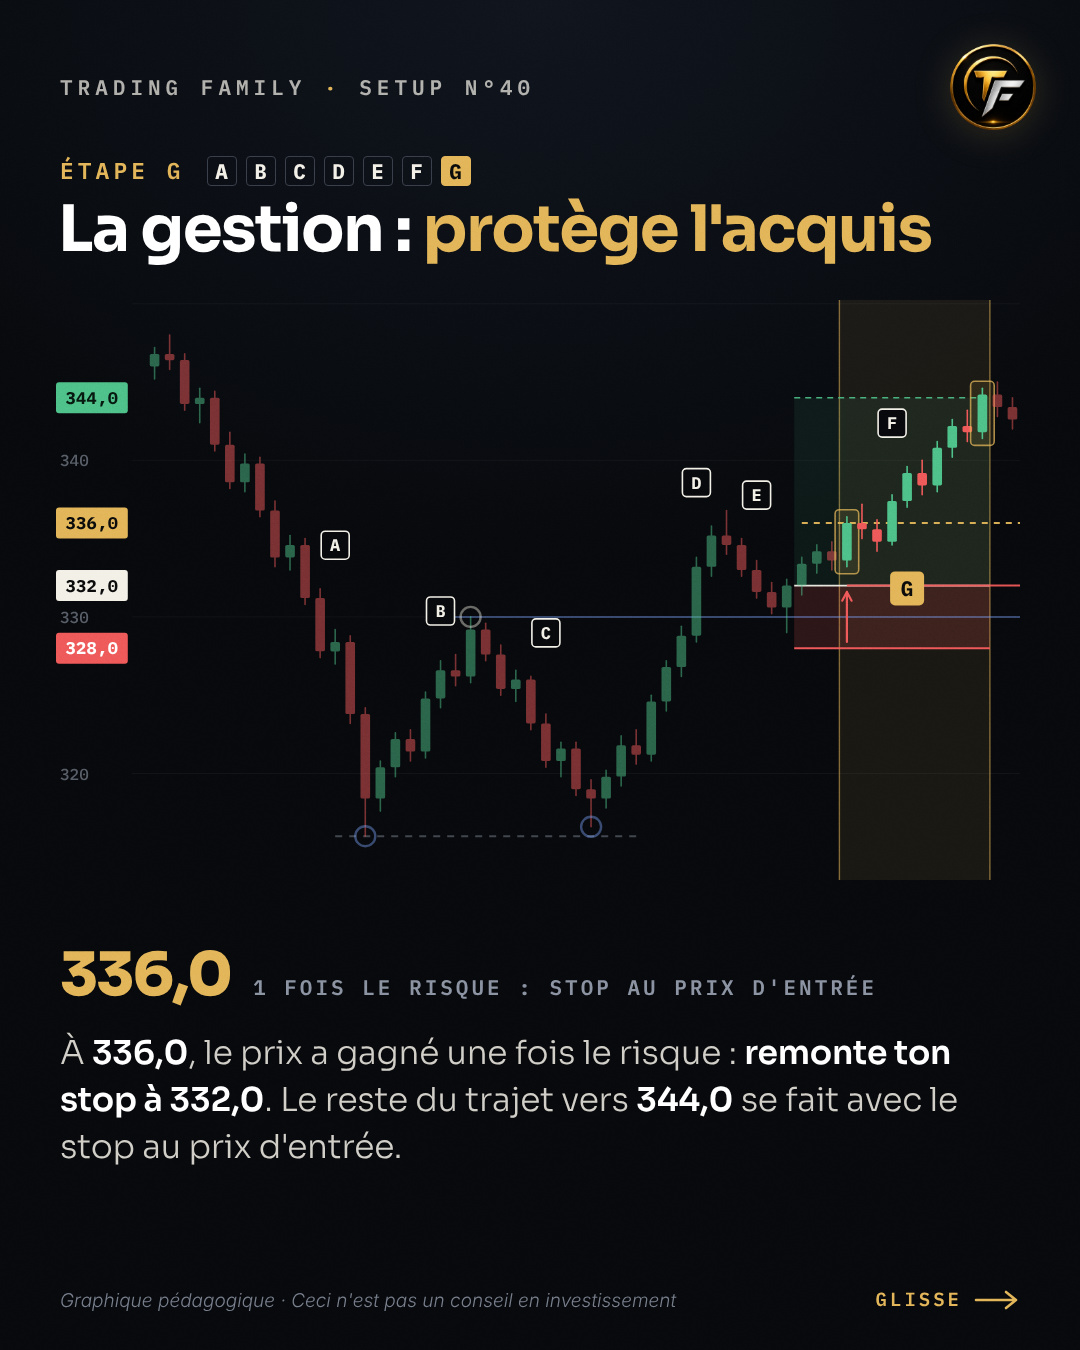 TRADING FAMILY · SETUP N°40
TF
ÉTAPE G A B C D E F G
La gestion : protège l'acquis
344,0
340
336,0
332,0
330
328,0
320
A
B
C
D
E
F
G
336,0 1 FOIS LE RISQUE : STOP AU PRIX D'ENTRÉE
À 336,0, le prix a gagné une fois le risque : remonte ton
stop à 332,0. Le reste du trajet vers 344,0 se fait avec le
stop au prix d'entrée.
Graphique pédagogique · Ceci n'est pas un conseil en investissement
GLISSE